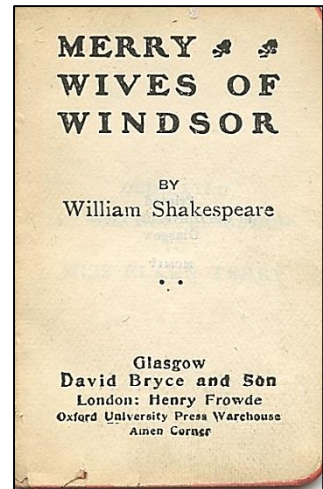 MERRY
WIVES OF
WINDSOR
BY
William Shakespeare
Glasgow
David Bryce and Son
London: Henry Frowde
Oxford University Press Warehouse
Amen Corner